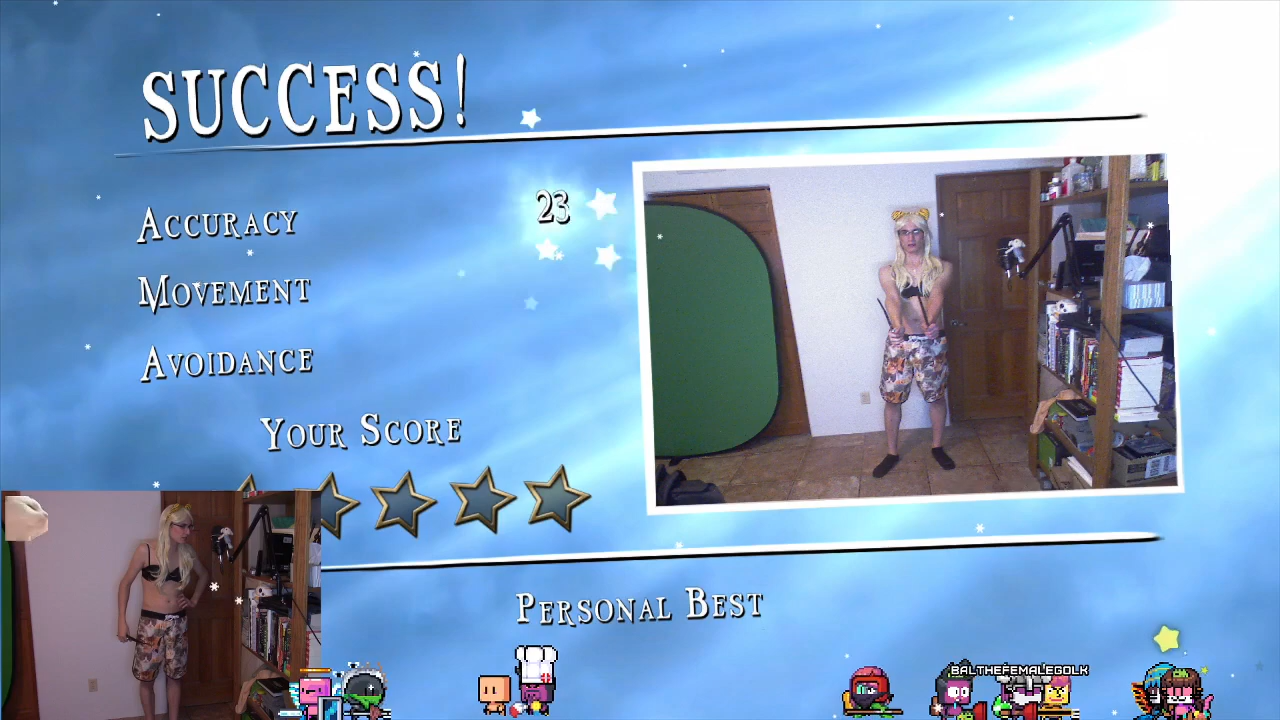 SUCCESS!
ACCURACY
23
MOVEMENT
AVOIDANCE
YOUR SCORE
PERSONAL BEST
BALTHEFEMALEGOLK